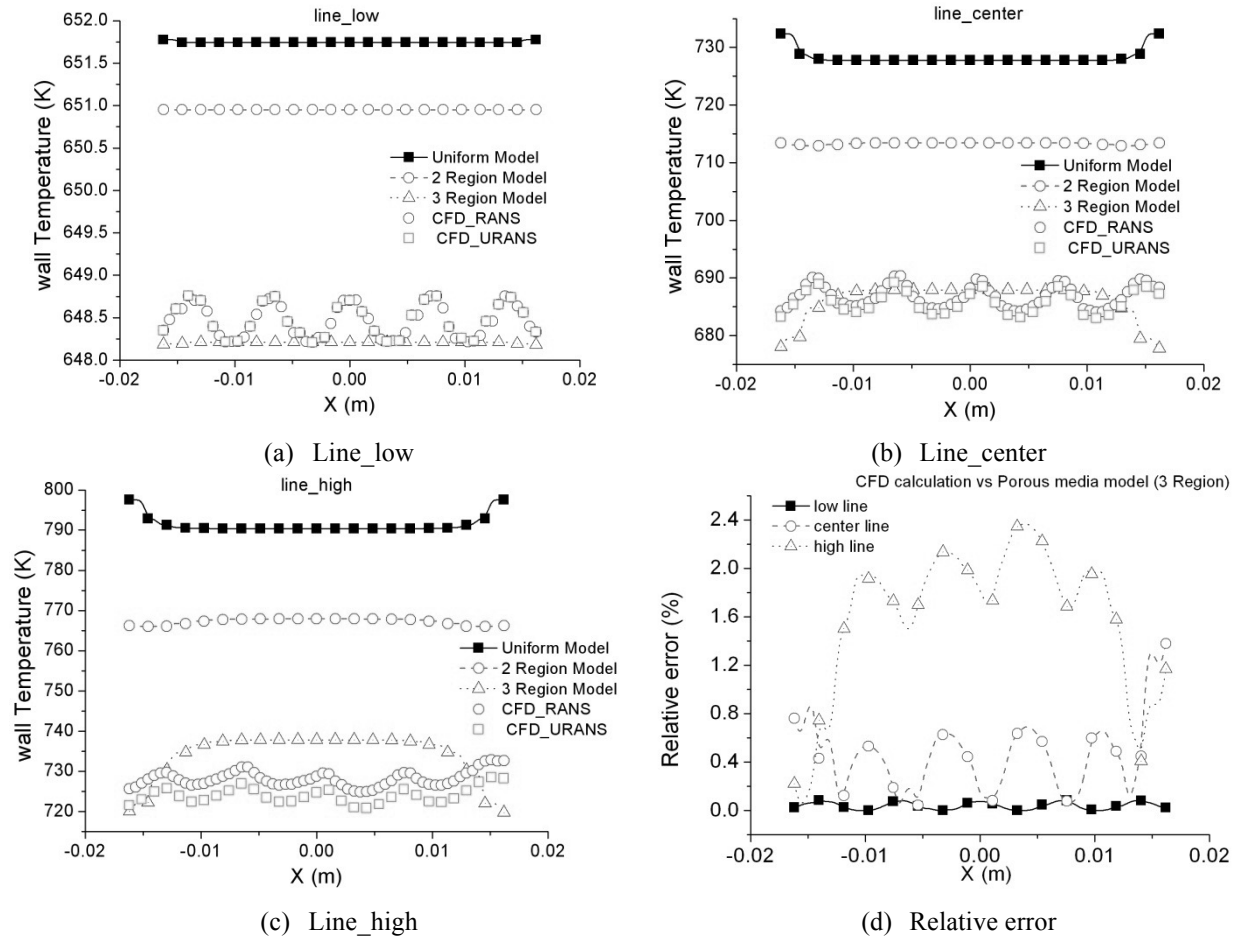 line_low
wall Temperature (K)
652.0
651.5
651.0
650.5
650.0
649.5
649.0
648.5
648.0
Uniform Model
2 Region Model
3 Region Model
CFD_RANS
CFD_URANS
-0.02 -0.01 0.00 0.01 0.02
X (m)
(a) Line_low
line_center
wall Temperature (K)
730
720
710
700
690
680
Uniform Model
2 Region Model
3 Region Model
CFD_RANS
CFD_URANS
-0.02 -0.01 0.00 0.01 0.02
X (m)
(b) Line_center
line_high
wall Temperature (K)
800
790
780
770
760
750
740
730
720
Uniform Model
2 Region Model
3 Region Model
CFD_RANS
CFD_URANS
-0.02 -0.01 0.00 0.01 0.02
X (m)
(c) Line_high
CFD calculation vs Porous media model (3 Region)
low line
center line
high line
Relative error (%)
2.4
2.0
1.6
1.2
0.8
0.4
0.0
-0.02 -0.01 0.00 0.01 0.02
X (m)
(d) Relative error